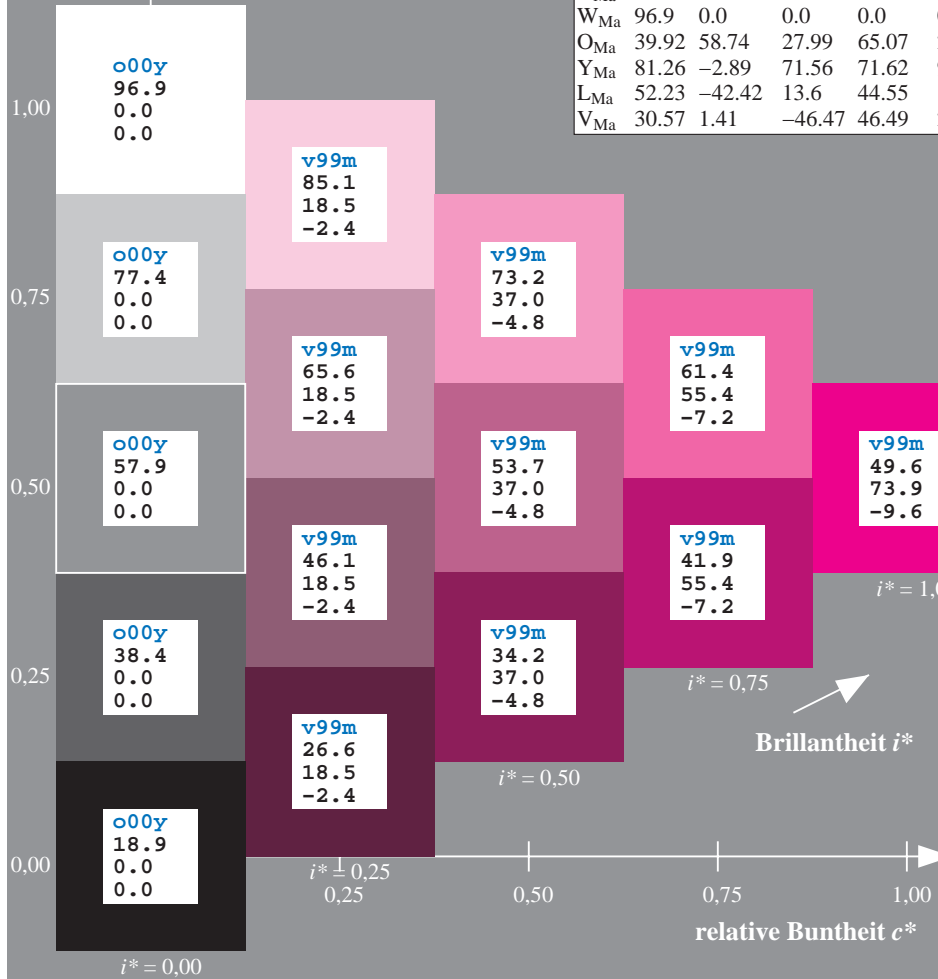 W_Ma 96.9 0.0 0.0 0.0
O_Ma 39.92 58.74 27.99 65.07
Y_Ma 81.26 −2.89 71.56 71.62
L_Ma 52.23 −42.42 13.6 44.55
V_Ma 30.57 1.41 −46.47 46.49
1,00
0,75
0,50
0,25
0,00
o00y
96.9
0.0
0.0
o00y
77.4
0.0
0.0
o00y
57.9
0.0
0.0
o00y
38.4
0.0
0.0
o00y
18.9
0.0
0.0
i* = 0,00
v99m
85.1
18.5
−2.4
v99m
65.6
18.5
−2.4
v99m
46.1
18.5
−2.4
v99m
26.6
18.5
−2.4
i* = 0,25
v99m
73.2
37.0
−4.8
v99m
53.7
37.0
−4.8
v99m
34.2
37.0
−4.8
i* = 0,50
v99m
61.4
55.4
−7.2
v99m
41.9
55.4
−7.2
i* = 0,75
v99m
49.6
73.9
−9.6
i* = 1,0
Brillantheit i*
0,25 0,50 0,75 1,00
relative Buntheit c*